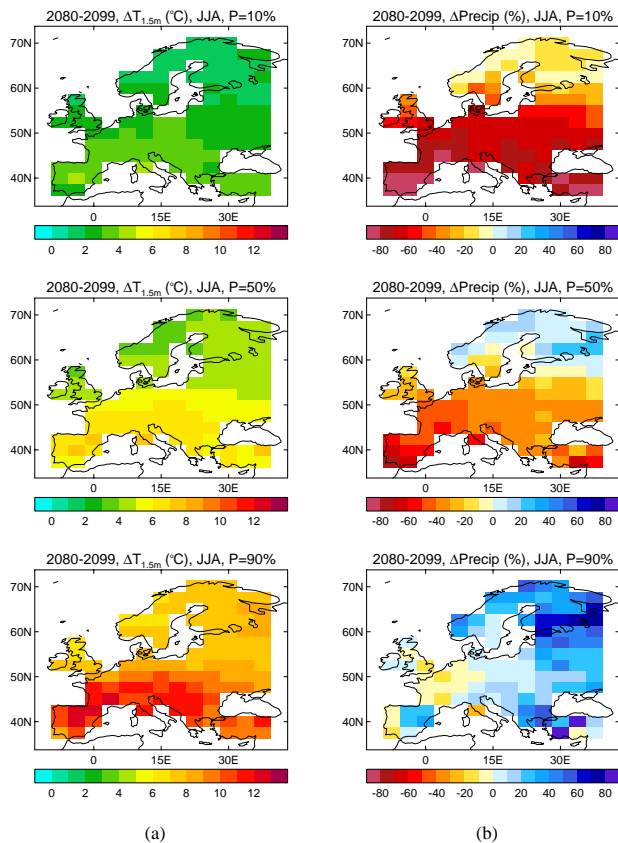 2080-2099, ΔT1.5m (°C), JJA, P=10%
70N
60N
50N
40N
0 15E 30E
0 2 4 6 8 10 12
2080-2099, ΔPrecip (%), JJA, P=10%
70N
60N
50N
40N
0 15E 30E
-80 -60 -40 -20 0 20 40 60 80
2080-2099, ΔT1.5m (°C), JJA, P=50%
70N
60N
50N
40N
0 15E 30E
0 2 4 6 8 10 12
2080-2099, ΔPrecip (%), JJA, P=50%
70N
60N
50N
40N
0 15E 30E
-80 -60 -40 -20 0 20 40 60 80
2080-2099, ΔT1.5m (°C), JJA, P=90%
70N
60N
50N
40N
0 15E 30E
0 2 4 6 8 10 12
2080-2099, ΔPrecip (%), JJA, P=90%
70N
60N
50N
40N
0 15E 30E
-80 -60 -40 -20 0 20 40 60 80
(a) (b)